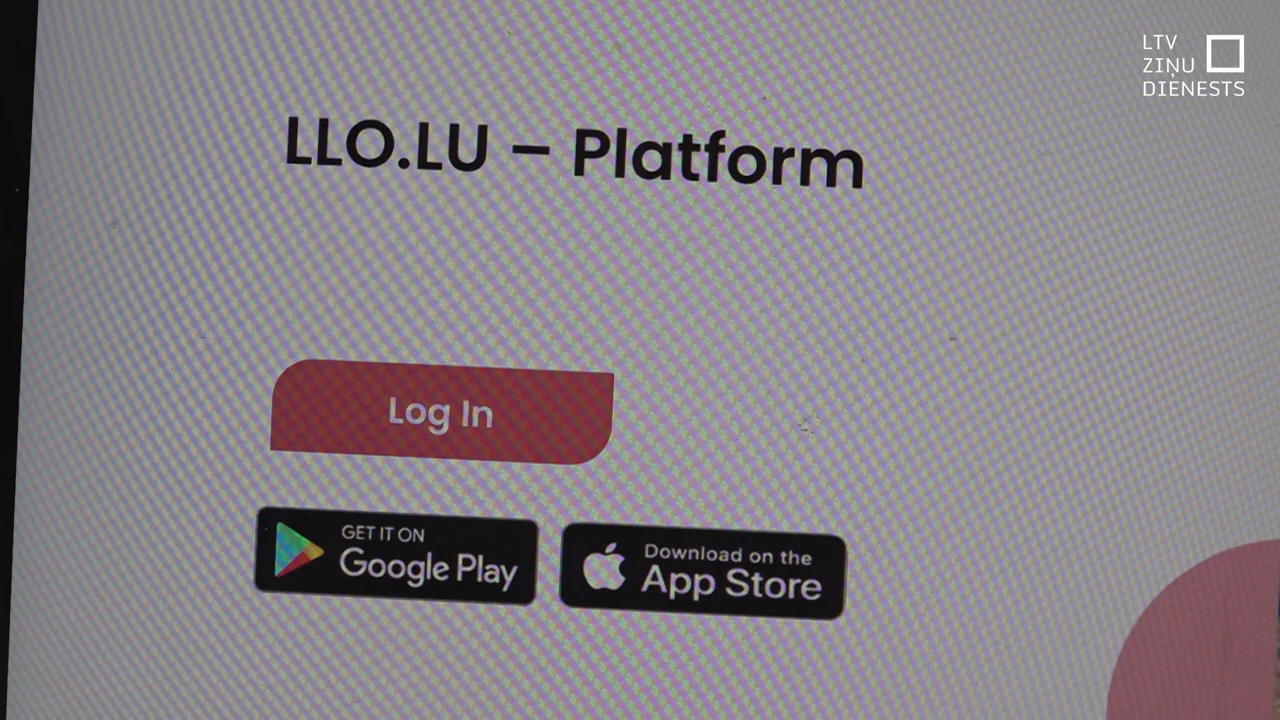 LTV
ZIŅU
DIENESTS
LLO.LU – Platform
Log In
GET IT ON
Google Play
Download on the
App Store